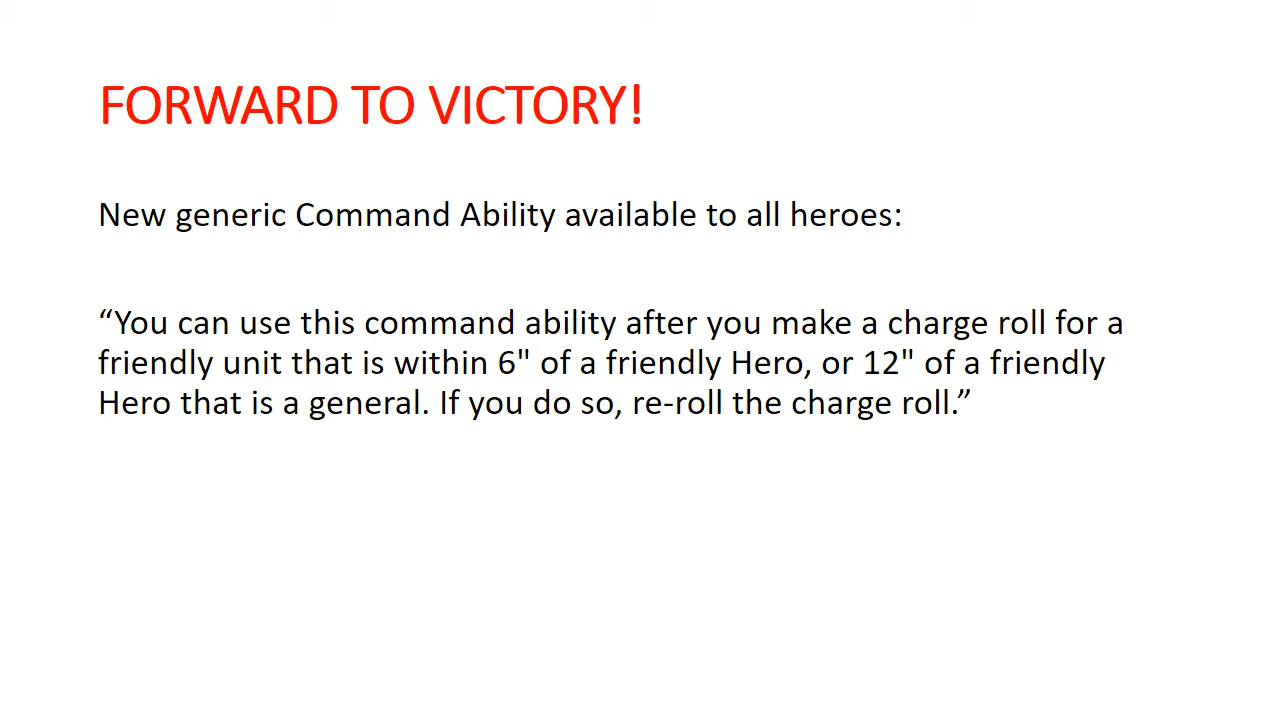 FORWARD TO VICTORY!
New generic Command Ability available to all heroes:
“You can use this command ability after you make a charge roll for a
friendly unit that is within 6" of a friendly Hero, or 12" of a friendly
Hero that is a general. If you do so, re-roll the charge roll.”